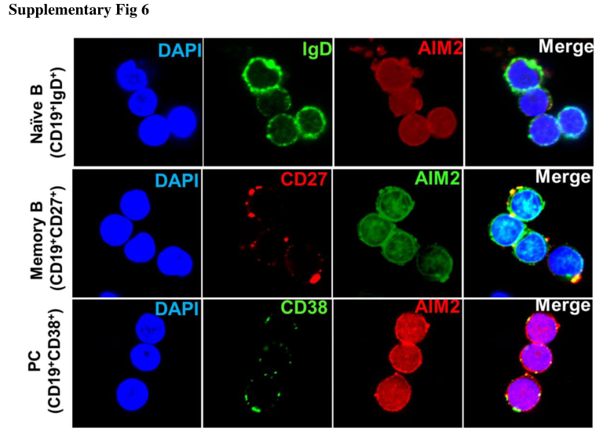 Supplementary Fig 6
Naïve B
(CD19⁺IgD⁺)
DAPI
IgD
AIM2
Merge
Memory B
(CD19⁺CD27⁺)
DAPI
CD27
AIM2
Merge
PC
(CD19⁺CD38⁺)
DAPI
CD38
AIM2
Merge